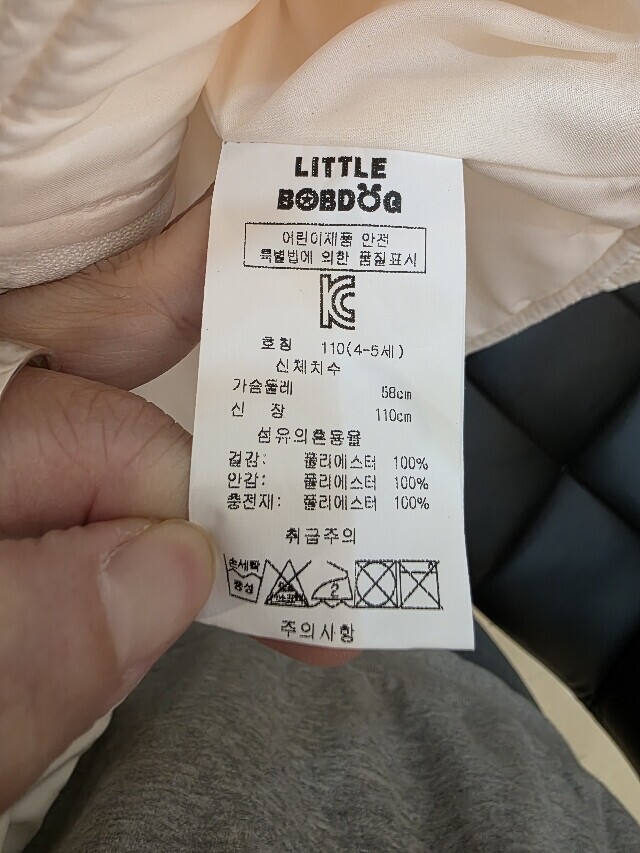 LITTLE
BOBDOG
어린이제품 안전
특별법에 의한 품질표시
KC
호칭 110(4-5세)
신체치수
가슴둘레 58cm
신 장 110cm
섬유의혼용율
겉감: 폴리에스터 100%
안감: 폴리에스터 100%
충전재: 폴리에스터 100%
취급주의
손세탁
중성
2
주의사항